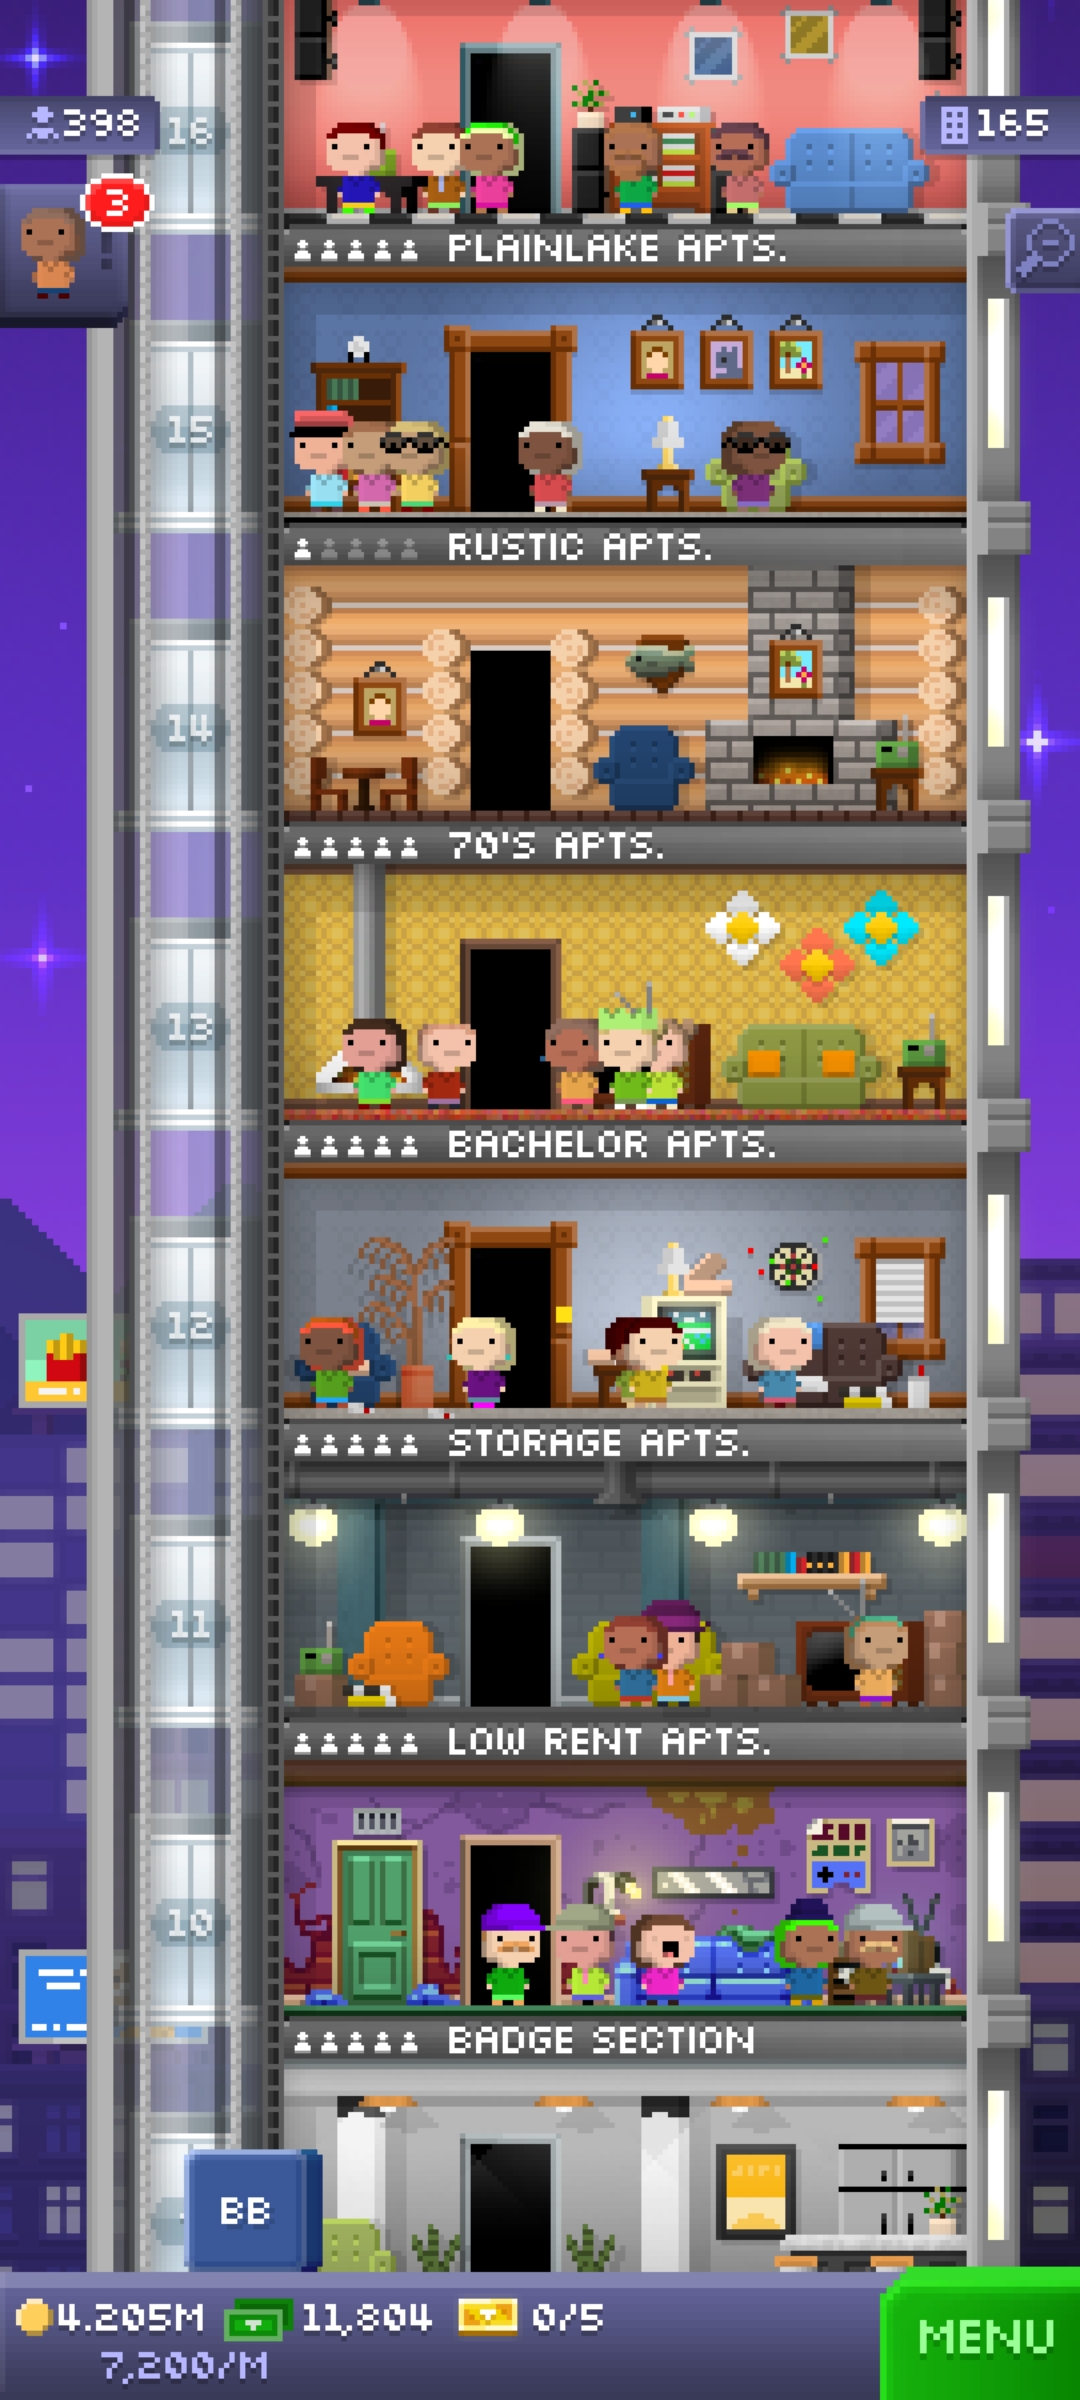 398
16
165
3
PLAINLAKE APTS.
15
RUSTIC APTS.
14
70'S APTS.
13
BACHELOR APTS.
12
STORAGE APTS.
11
LOW RENT APTS.
10
BADGE SECTION
BB
4.205M 11,804 0/5
7,200/M
MENU